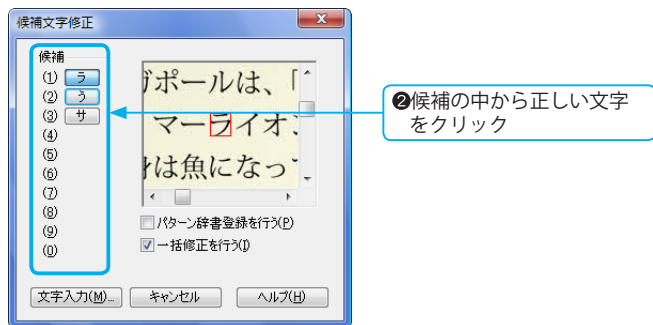 候補文字修正
候補
(1) ラ
(2) う
(3) サ
(4)
(5)
(6)
(7)
(8)
(9)
(0)
ポールは、「
マーライオ
は魚になっ
パターン辞書登録を行う(P)
一括修正を行う(I)
文字入力(M)...
キャンセル
ヘルプ(H)
❷候補の中から正しい文字
をクリック